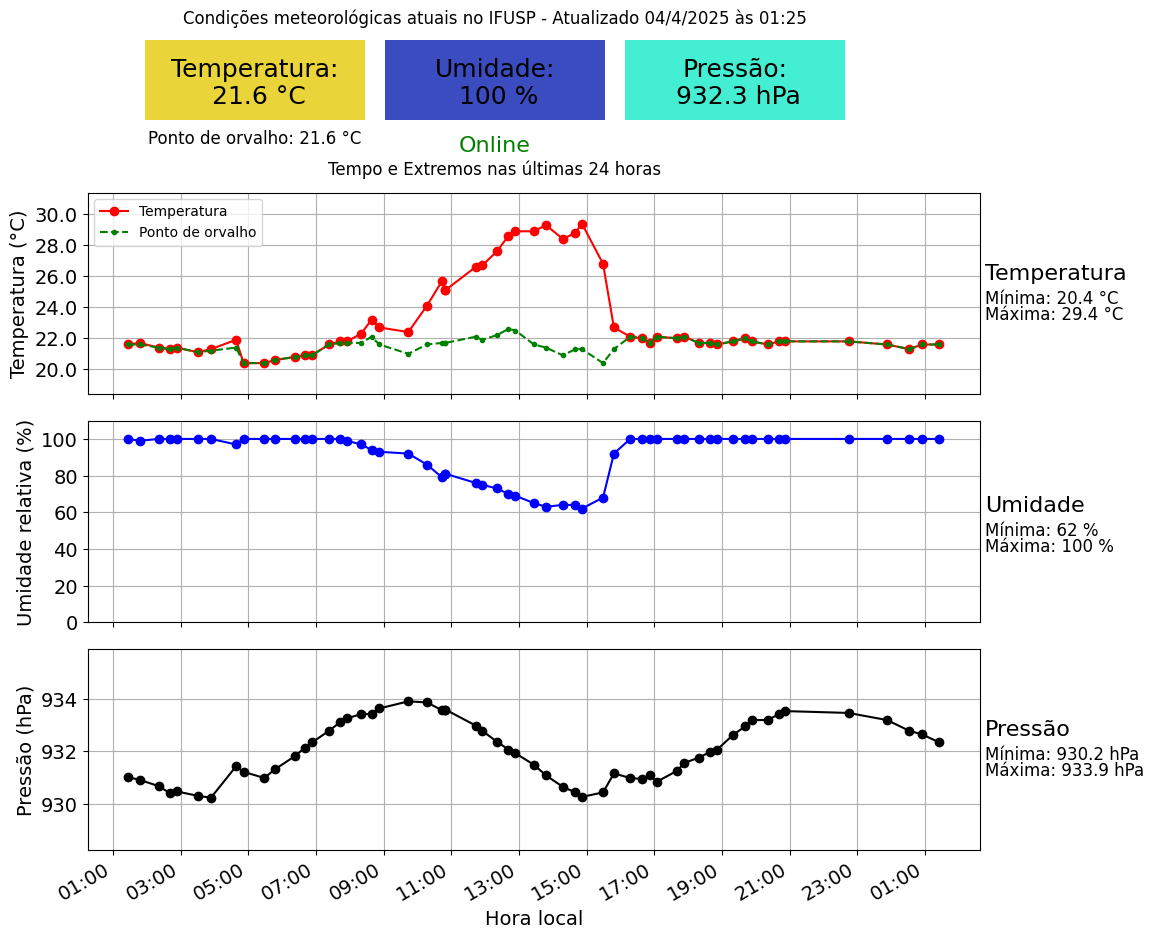 Condições meteorológicas atuais no IFUSP - Atualizado 04/4/2025 às 01:25
Temperatura:
21.6 °C
Umidade:
100 %
Pressão:
932.3 hPa
Ponto de orvalho: 21.6 °C
Online
Tempo e Extremos nas últimas 24 horas
Temperatura (°C)
30.0
28.0
26.0
24.0
22.0
20.0
Temperatura
Ponto de orvalho
Temperatura
Mínima: 20.4 °C
Máxima: 29.4 °C
Umidade relativa (%)
100
80
60
40
20
0
Umidade
Mínima: 62 %
Máxima: 100 %
Pressão (hPa)
934
932
930
Pressão
Mínima: 930.2 hPa
Máxima: 933.9 hPa
01:00 03:00 05:00 07:00 09:00 11:00 13:00 15:00 17:00 19:00 21:00 23:00 01:00
Hora local